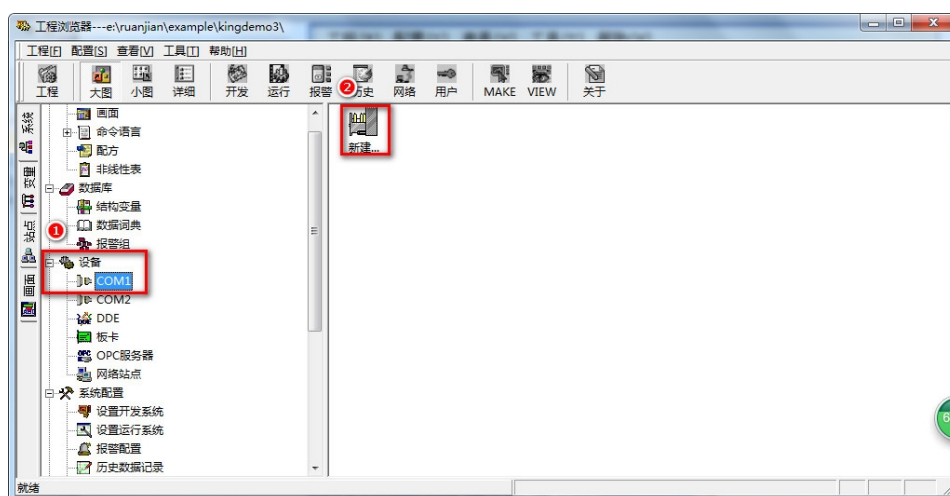 工程浏览器---e:\ruanjian\example\kingdemo3\
工程[F] 配置[S] 查看[V] 工具[T] 帮助[H]
工程 大图 小图 详细 开发 运行 报警 历史 网络 用户 MAKE VIEW 关于
2
系统
变量
站点
画面
画面
命令语言
配方
非线性表
数据库
结构变量
数据词典
1
报警组
设备
COM1
COM2
DDE
板卡
OPC服务器
网络站点
系统配置
设置开发系统
设置运行系统
报警配置
历史数据记录
新建...
6
就绪